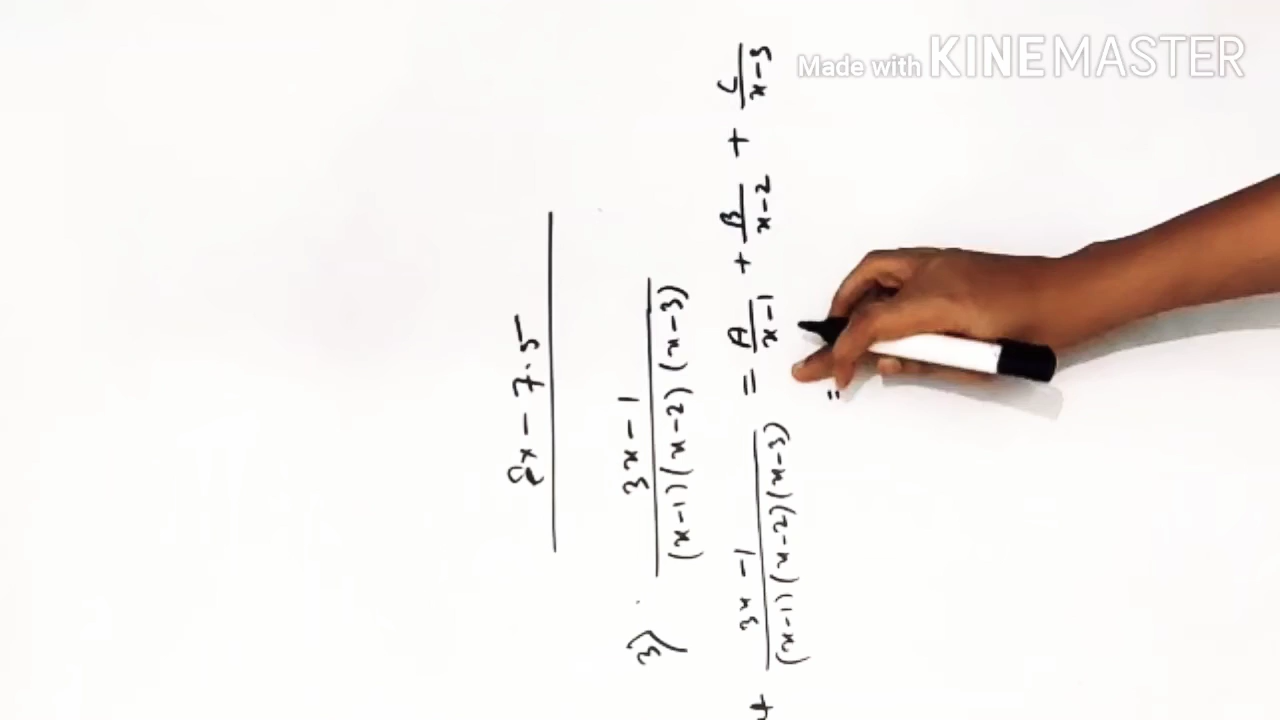 Made with KINEMASTER
8x - 7.5
3) 3x-1
(x-1)(x-2)(x-3)
3x-1 / (x-1)(x-2)(x-3) = A/x-1 + B/x-2 + C/x-3
=